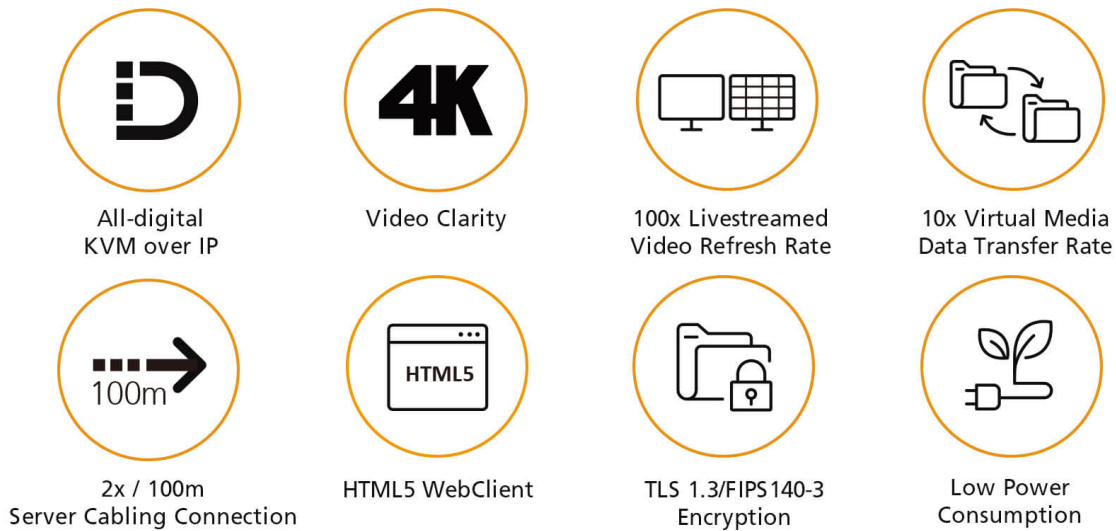 4K
All-digital
KVM over IP
Video Clarity
100x Livestreamed
Video Refresh Rate
10x Virtual Media
Data Transfer Rate
100m
2x / 100m
Server Cabling Connection
HTML5
HTML5 WebClient
TLS 1.3/FIPS140-3
Encryption
Low Power
Consumption